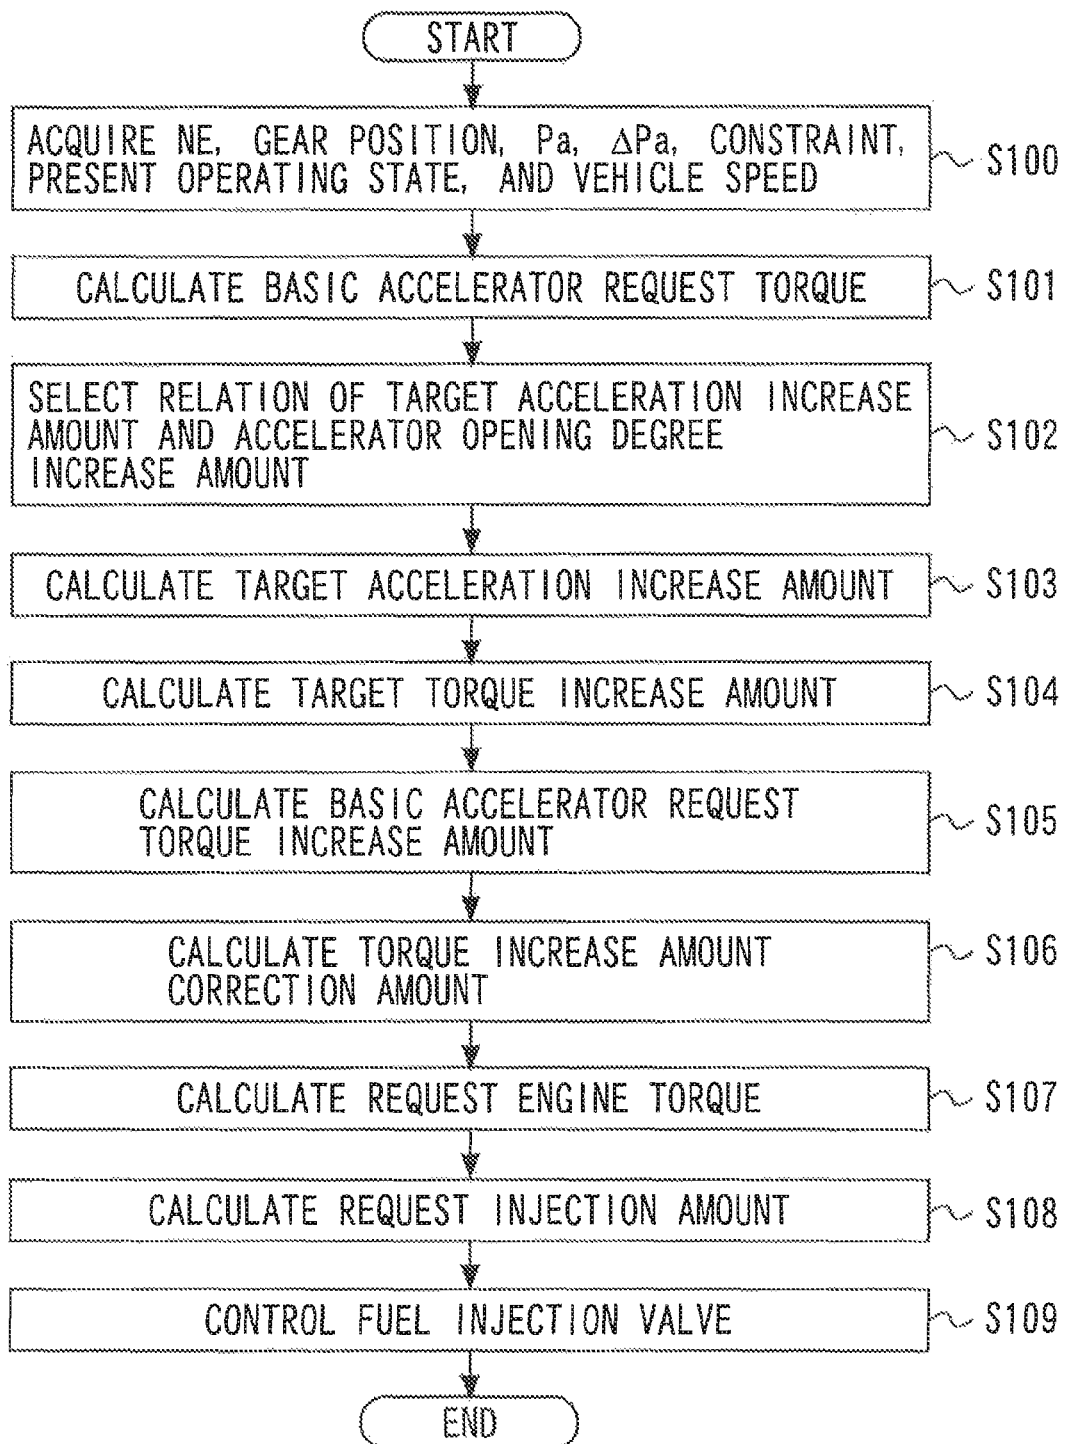 START
ACQUIRE NE, GEAR POSITION, Pa, ΔPa, CONSTRAINT,
PRESENT OPERATING STATE, AND VEHICLE SPEED
S100
CALCULATE BASIC ACCELERATOR REQUEST TORQUE
S101
SELECT RELATION OF TARGET ACCELERATION INCREASE
AMOUNT AND ACCELERATOR OPENING DEGREE
INCREASE AMOUNT
S102
CALCULATE TARGET ACCELERATION INCREASE AMOUNT
S103
CALCULATE TARGET TORQUE INCREASE AMOUNT
S104
CALCULATE BASIC ACCELERATOR REQUEST
TORQUE INCREASE AMOUNT
S105
CALCULATE TORQUE INCREASE AMOUNT
CORRECTION AMOUNT
S106
CALCULATE REQUEST ENGINE TORQUE
S107
CALCULATE REQUEST INJECTION AMOUNT
S108
CONTROL FUEL INJECTION VALVE
S109
END